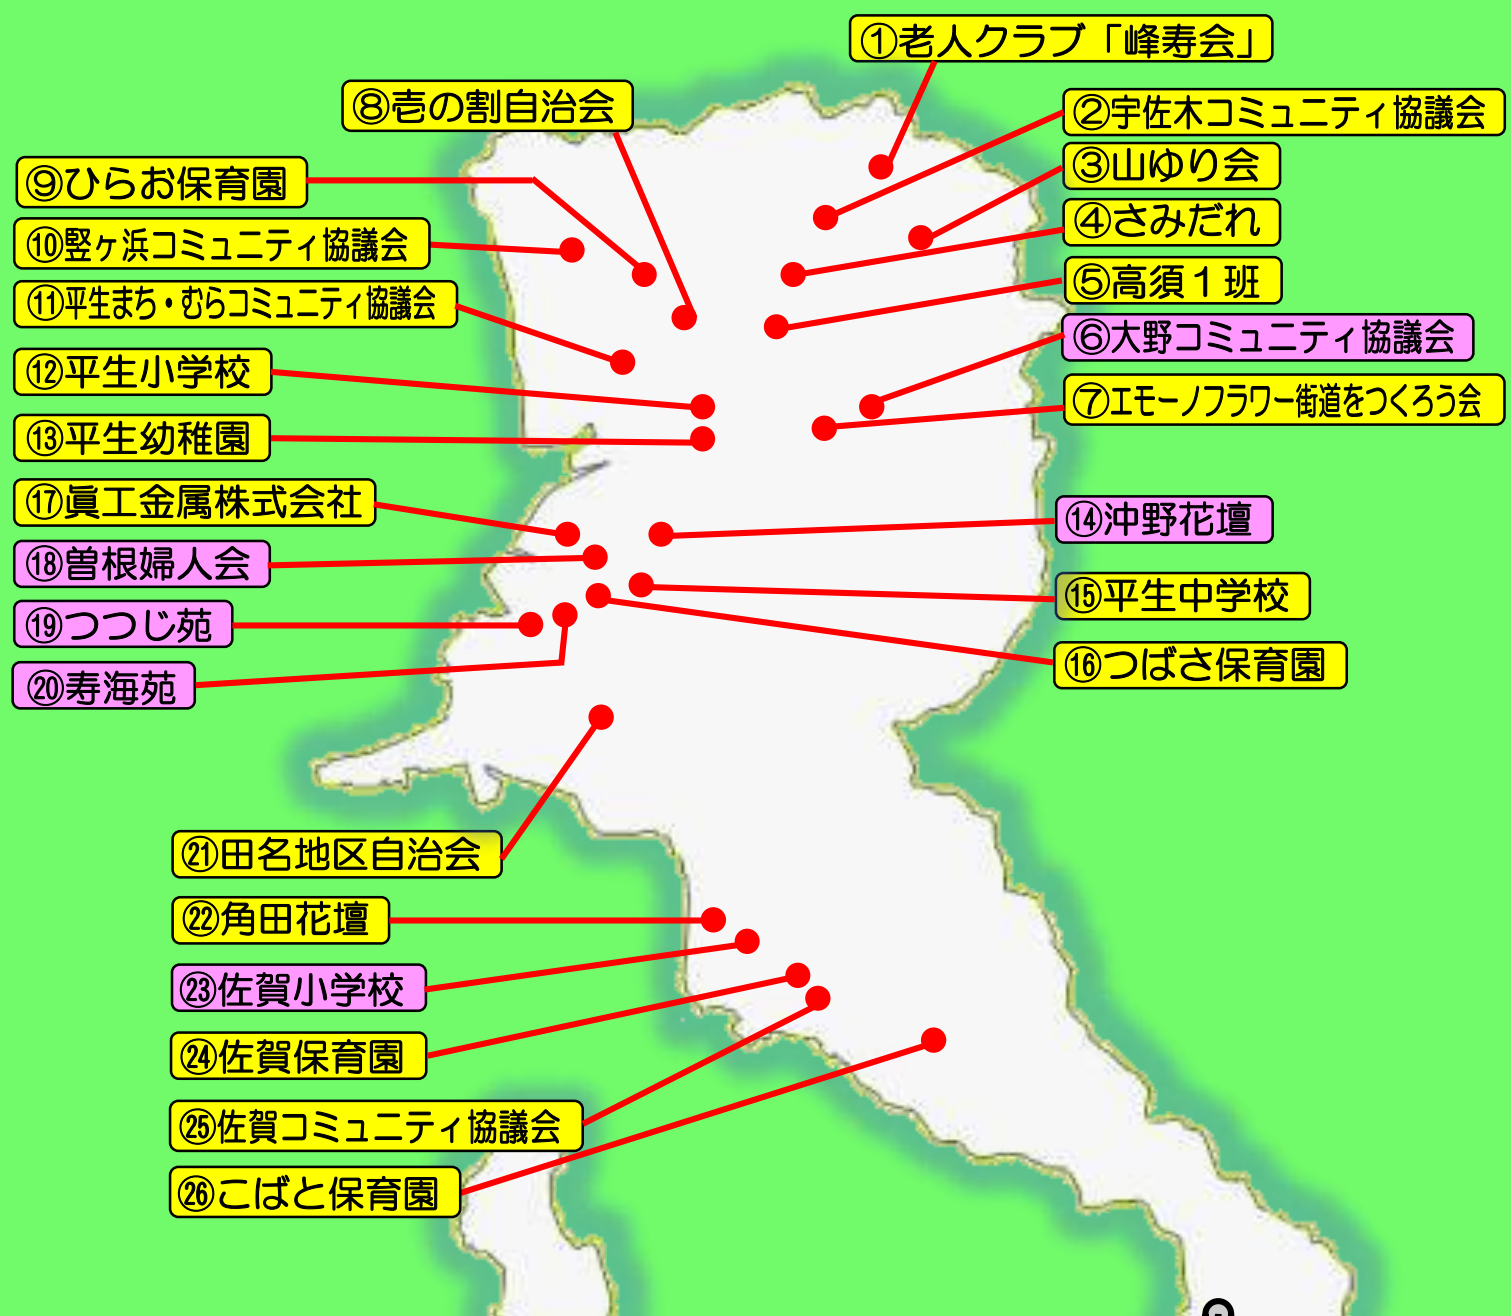 ①老人クラブ「峰寿会」
②宇佐木コミュニティ協議会
③山ゆり会
④さみだれ
⑤高須１班
⑥大野コミュニティ協議会
⑦エモーノフラワー街道をつくろう会
⑧壱の割自治会
⑨ひらお保育園
⑩竪ヶ浜コミュニティ協議会
⑪平生まち・むらコミュニティ協議会
⑫平生小学校
⑬平生幼稚園
⑭沖野花壇
⑮平生中学校
⑯つばさ保育園
⑰眞工金属株式会社
⑱曽根婦人会
⑲つつじ苑
⑳寿海苑
㉑田名地区自治会
㉒角田花壇
㉓佐賀小学校
㉔佐賀保育園
㉕佐賀コミュニティ協議会
㉖こばと保育園